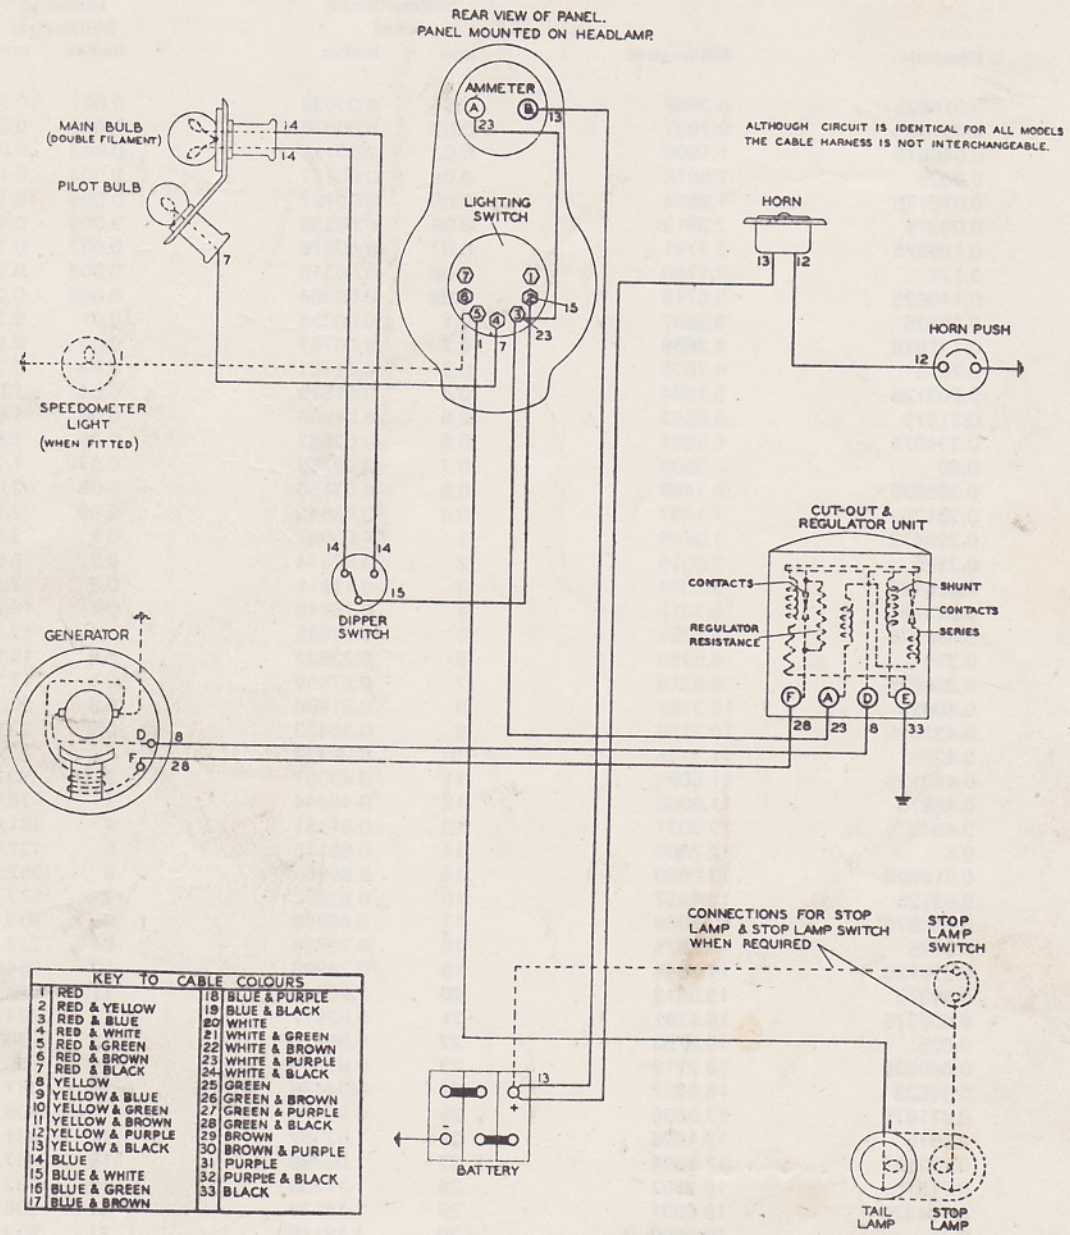 REAR VIEW OF PANEL.
PANEL MOUNTED ON HEADLAMP.
AMMETER
A
B
23
13
MAIN BULB
(DOUBLE FILAMENT)
14
14
PILOT BULB
7
ALTHOUGH CIRCUIT IS IDENTICAL FOR ALL MODELS
THE CABLE HARNESS IS NOT INTERCHANGEABLE.
LIGHTING
SWITCH
7
1
6
2
5
4
3
15
1
7
23
HORN
13
12
HORN PUSH
12
SPEEDOMETER
LIGHT
(WHEN FITTED)
14
14
15
DIPPER
SWITCH
CUT-OUT &
REGULATOR UNIT
CONTACTS
SHUNT
CONTACTS
REGULATOR
RESISTANCE
SERIES
F
A
D
E
28
23
8
33
GENERATOR
D
8
F
28
CONNECTIONS FOR STOP
LAMP & STOP LAMP SWITCH
WHEN REQUIRED
STOP
LAMP
SWITCH
13
+
-
BATTERY
1
TAIL
LAMP
STOP
LAMP
KEY TO CABLE COLOURS
1 RED
2 RED & YELLOW
3 RED & BLUE
4 RED & WHITE
5 RED & GREEN
6 RED & BROWN
7 RED & BLACK
8 YELLOW
9 YELLOW & BLUE
10 YELLOW & GREEN
11 YELLOW & BROWN
12 YELLOW & PURPLE
13 YELLOW & BLACK
14 BLUE
15 BLUE & WHITE
16 BLUE & GREEN
17 BLUE & BROWN
18 BLUE & PURPLE
19 BLUE & BLACK
20 WHITE
21 WHITE & GREEN
22 WHITE & BROWN
23 WHITE & PURPLE
24 WHITE & BLACK
25 GREEN
26 GREEN & BROWN
27 GREEN & PURPLE
28 GREEN & BLACK
29 BROWN
30 BROWN & PURPLE
31 PURPLE
32 PURPLE & BLACK
33 BLACK